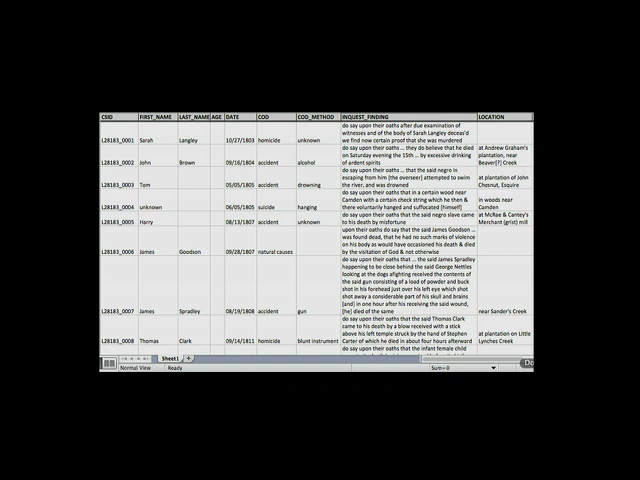 CSID FIRST_NAME LAST_NAME AGE DATE COD COD_METHOD INQUEST_FINDING LOCATION
do say upon their oaths after due examination of
witnesses and of the body of Sarah Langley deceas'd
L28183_0001 Sarah Langley 10/27/1803 homicide unknown we find now certain proof that she was murdered
do say upon their oaths ... they do believe that he died at Andrew Graham's
on Saturday evening the 15th ... by excessive drinking plantation, near
L28183_0002 John Brown 09/16/1804 accident alcohol of ardent spirits Beaver[?] Creek
do say upon their oaths ... that the said negro in
escaping from him [the overseer] attempted to swim at plantation of John
L28183_0003 Tom 05/05/1805 accident drowning the river, and was drowned Chesnut, Esquire
do say upon their oaths that in a certain wood near
Camden with a certain check string which he then & in woods near
L28183_0004 unknown 06/05/1805 suicide hanging there voluntarily hanged and suffocated [himself] Camden
do say upon their oaths that the said negro slave came at McRae & Cantey's
L28183_0005 Harry 08/13/1807 accident unknown to his death by misfortune Merchant (grist) mill
upon their oaths do say that the said James Goodson ...
was found dead, that he had no such marks of violence
on his body as would have occasioned his death & died
L28183_0006 James Goodson 09/28/1807 natural causes by the visitation of God & not otherwise
do say upon their oaths that ... the said James Spradley
happening to be close behind the said George Nettles
looking at the dogs afighting received the contents of
the said gun consisting of a load of powder and buck
shot in his forehead just over his left eye which shot
shot away a considerable part of his skull and brains
[and] in one hour after his receiving the said wound,
L28183_0007 James Spradley 08/19/1808 accident gun [he] died of the same near Sander's Creek
do say upon their oaths that the said Thomas Clark
came to his death by a blow received with a stick
above his left temple struck by the hand of Stephen at plantation on Little
L28183_0008 Thomas Clark 09/14/1811 homicide blunt instrument Carter of which he died in about four hours afterward Lynches Creek
do say upon their oaths that the infant female child
Sheet1
Normal View Ready Sum=0